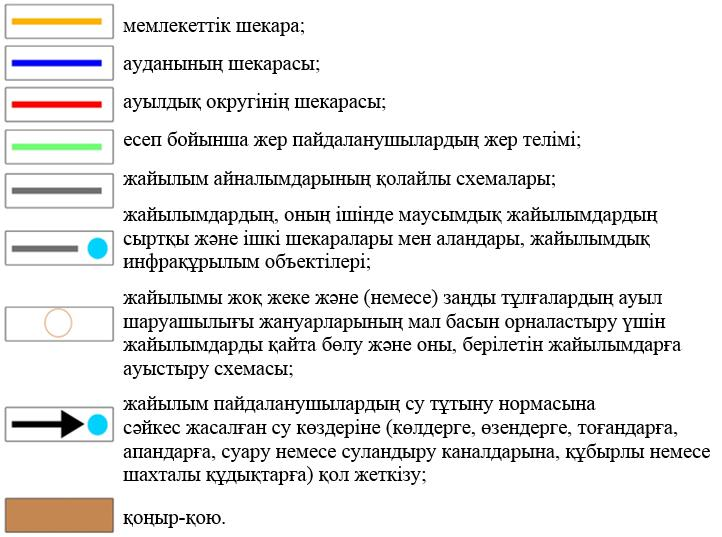 мемлекеттік шекара;
ауданының шекарасы;
ауылдық округінің шекарасы;
есеп бойынша жер пайдаланушылардың жер телімі;
жайылым айналымдарының қолайлы схемалары;
жайылымдардың, оның ішінде маусымдық жайылымдардың
сыртқы және ішкі шекаралары мен аландары, жайылымдық
инфрақұрылым объектілері;
жайылымы жоқ жеке және (немесе) заңды тұлғалардың ауыл
шаруашылығы жануарларының мал басын орналастыру үшін
жайылымдарды қайта бөлу және оны, берілетін жайылымдарға
ауыстыру схемасы;
жайылым пайдаланушылардың су тұтыну нормасына
сәйкес жасалған су көздеріне (көлдерге, өзендерге, тоғандарға,
апандарға, суару немесе суландыру каналдарына, құбырлы немесе
шахталы құдықтарға) қол жеткізу;
қоңыр-қою.